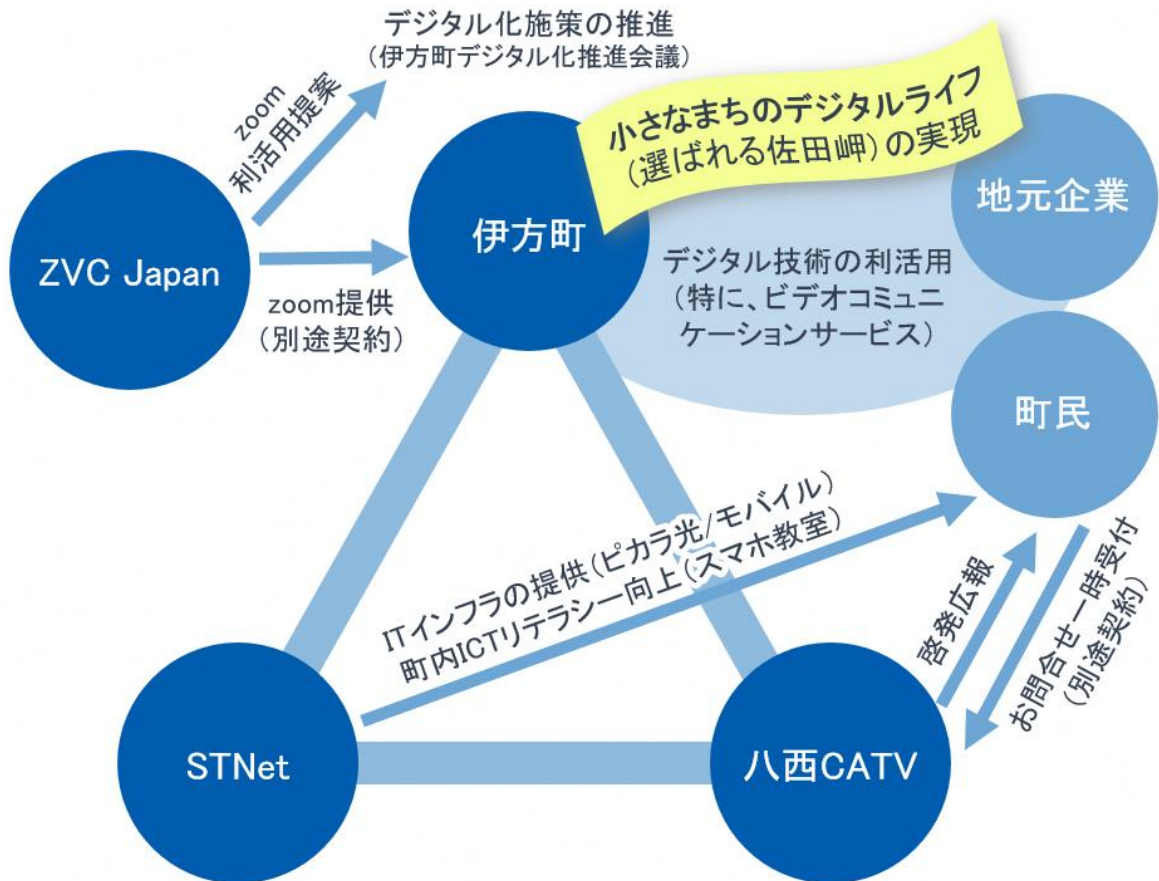 デジタル化施策の推進
(伊方町デジタル化推進会議)
zoom
利活用提案
小さなまちのデジタルライフ
(選ばれる佐田岬)の実現
ZVC Japan
伊方町
地元企業
zoom提供
(別途契約)
デジタル技術の利活用
(特に、ビデオコミュニ
ケーションサービス)
町民
ITインフラの提供(ピカラ光/モバイル)
町内ICTリテラシー向上(スマホ教室)
啓発広報
お問合せ一時受付
(別途契約)
STNet
八西CATV